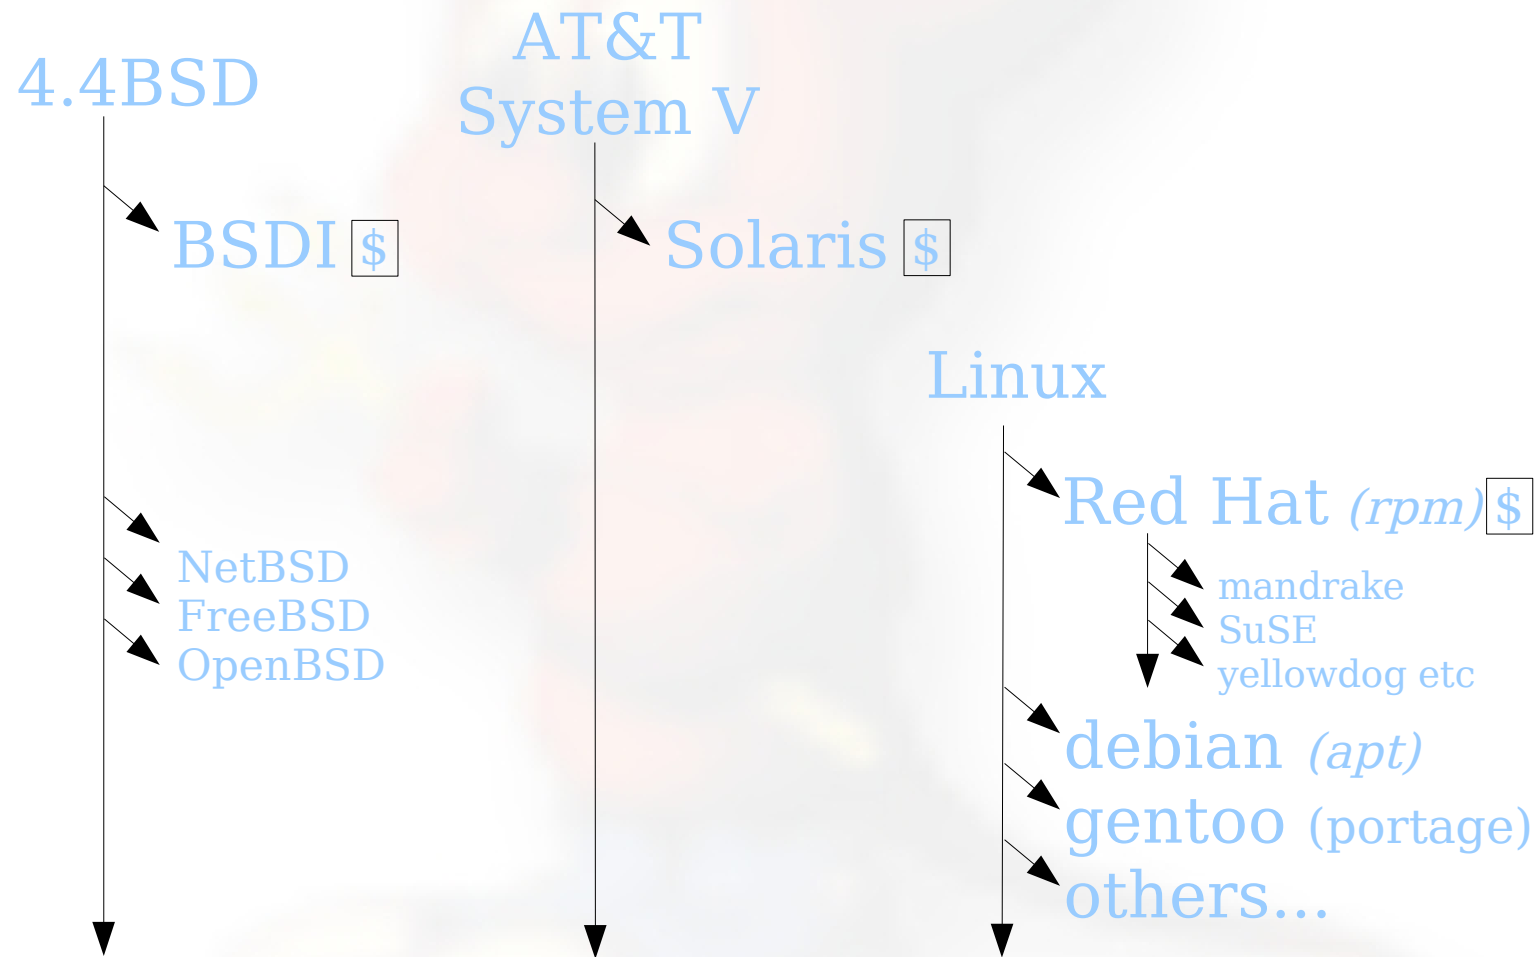 4.4BSD
BSDI $
NetBSD
FreeBSD
OpenBSD
AT&T
System V
Solaris $
Linux
Red Hat (rpm) $
mandrake
SuSE
yellowdog etc
debian (apt)
gentoo (portage)
others...